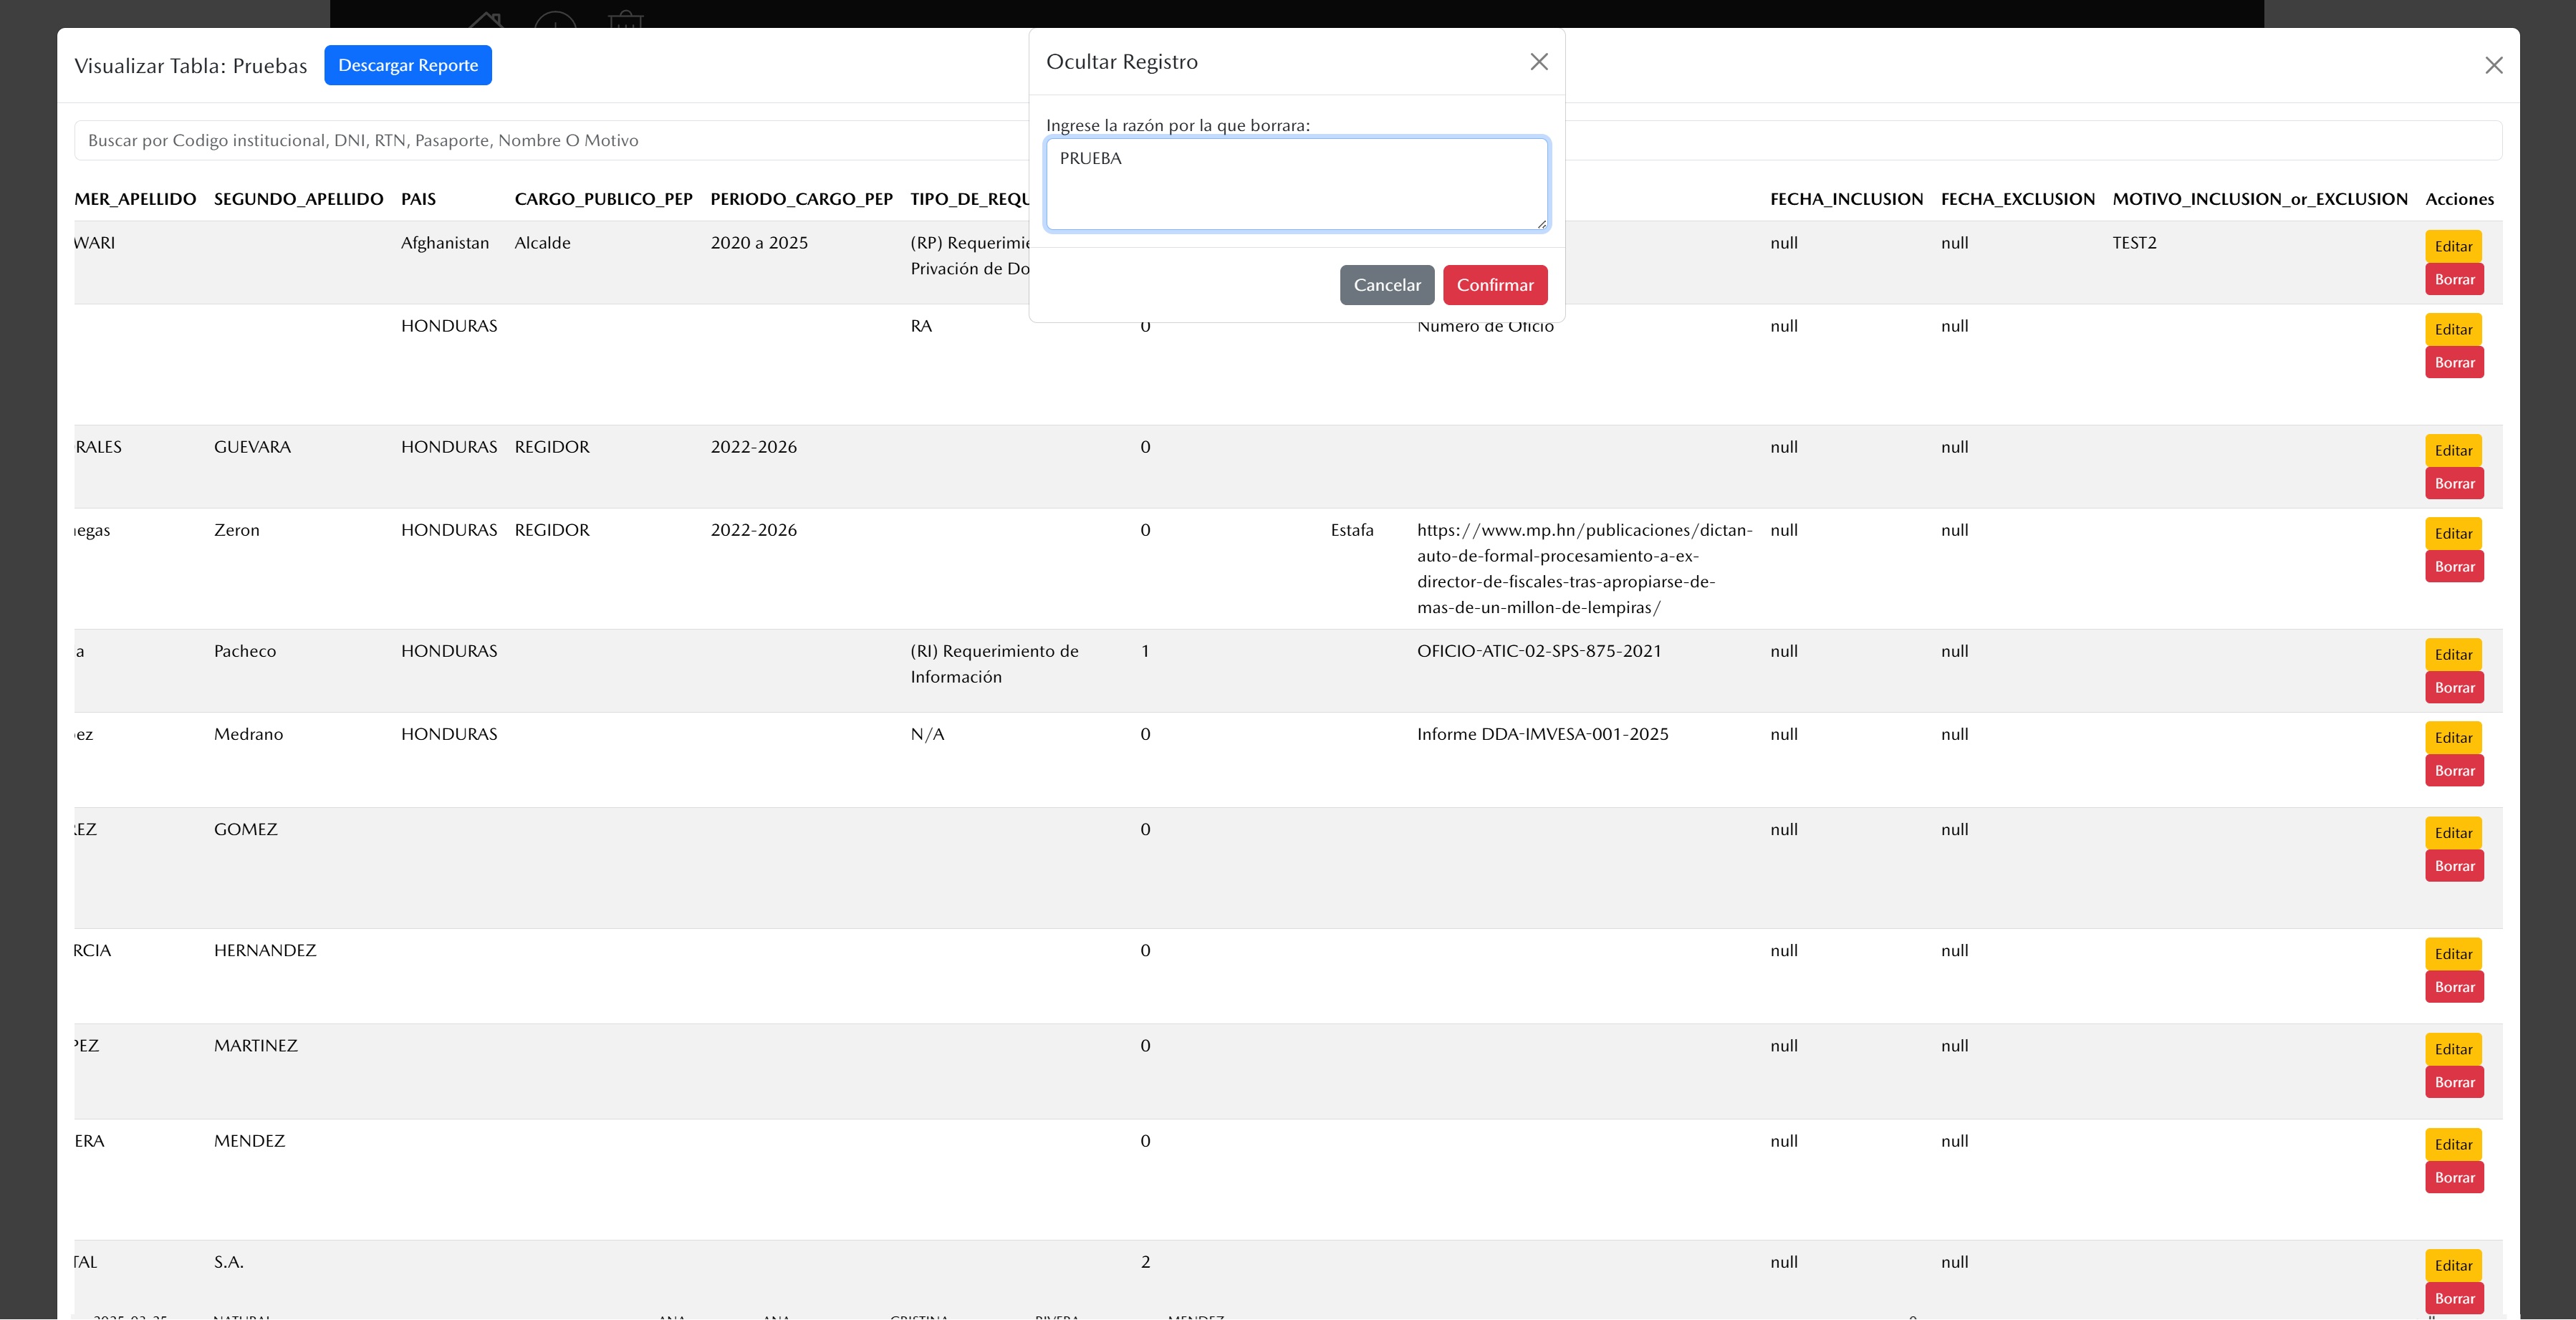 Visualizar Tabla: Pruebas Descargar Reporte
Ocultar Registro
Ingrese la razón por la que borrara:
PRUEBA
Cancelar Confirmar
Buscar por Codigo institucional, DNI, RTN, Pasaporte, Nombre O Motivo
MER_APELLIDO SEGUNDO_APELLIDO PAIS CARGO_PUBLICO_PEP PERIODO_CARGO_PEP TIPO_DE_REQU FECHA_INCLUSION FECHA_EXCLUSION MOTIVO_INCLUSION_or_EXCLUSION Acciones
WARI Afghanistan Alcalde 2020 a 2025 (RP) Requerimie null null TEST2 Editar
Privación de Do Borrar
HONDURAS RA 0 Número de Oficio null null Editar
Borrar
RALES GUEVARA HONDURAS REGIDOR 2022-2026 0 null null Editar
Borrar
egas Zeron HONDURAS REGIDOR 2022-2026 0 Estafa https://www.mp.hn/publicaciones/dictan- null null Editar
auto-de-formal-procesamiento-a-ex- Borrar
director-de-fiscales-tras-apropiarse-de-
mas-de-un-millon-de-lempiras/
a Pacheco HONDURAS (RI) Requerimiento de 1 OFICIO-ATIC-02-SPS-875-2021 null null Editar
Información Borrar
ez Medrano HONDURAS N/A 0 Informe DDA-IMVESA-001-2025 null null Editar
Borrar
EZ GOMEZ 0 null null Editar
Borrar
RCIA HERNANDEZ 0 null null Editar
Borrar
PEZ MARTINEZ 0 null null Editar
Borrar
ERA MENDEZ 0 null null Editar
Borrar
TAL S.A. 2 null null Editar
Borrar